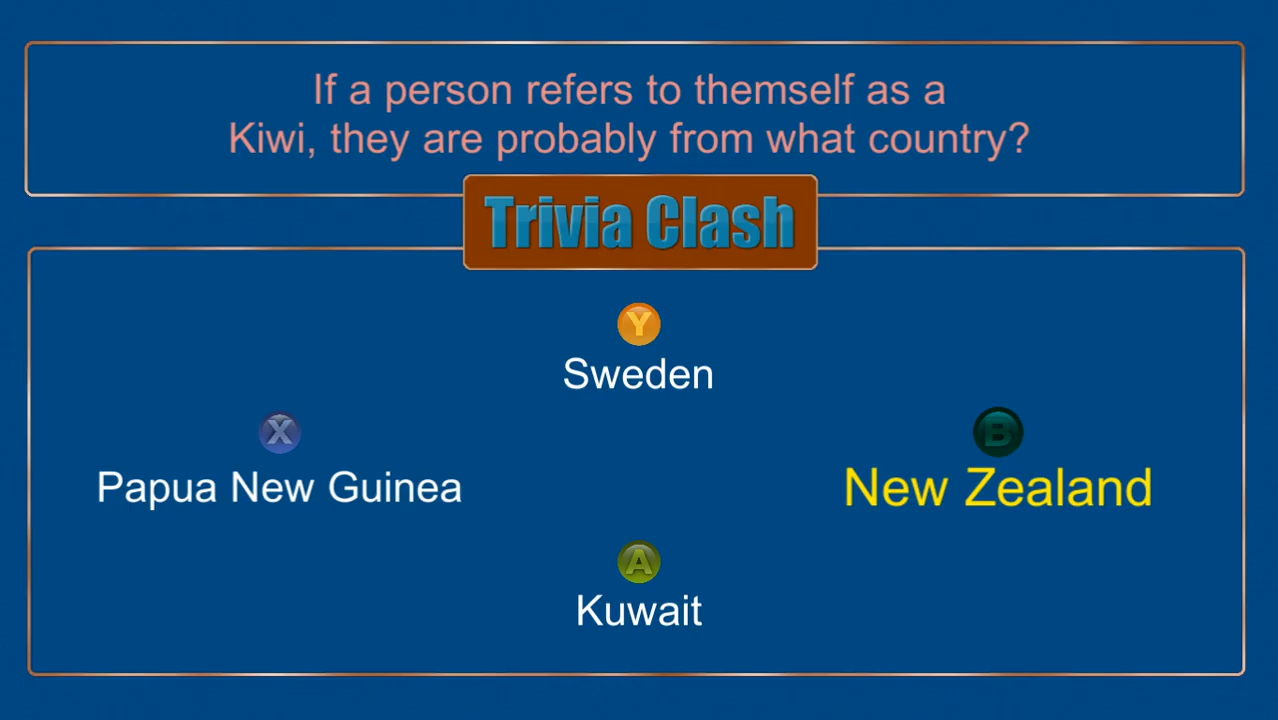 If a person refers to themself as a
Kiwi, they are probably from what country?
Trivia Clash
Y
Sweden
X
Papua New Guinea
B
New Zealand
A
Kuwait